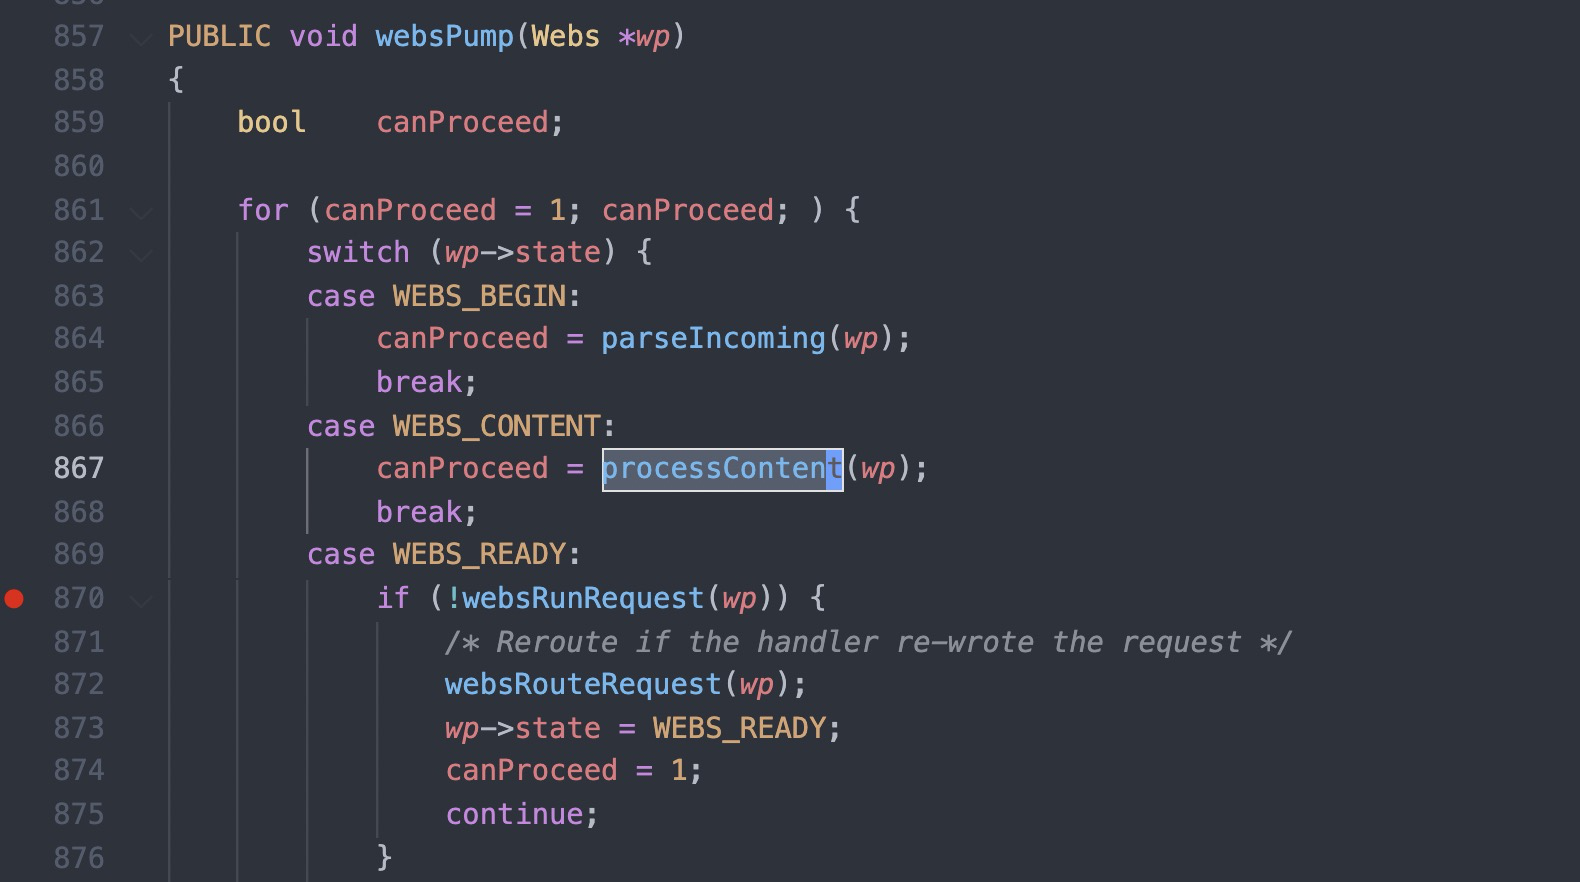 856
857 PUBLIC void websPump(Webs *wp)
858 {
859     bool    canProceed;
860
861     for (canProceed = 1; canProceed; ) {
862         switch (wp->state) {
863         case WEBS_BEGIN:
864             canProceed = parseIncoming(wp);
865             break;
866         case WEBS_CONTENT:
867             canProceed = processContent(wp);
868             break;
869         case WEBS_READY:
870             if (!websRunRequest(wp)) {
871                 /* Reroute if the handler re-wrote the request */
872                 websRouteRequest(wp);
873                 wp->state = WEBS_READY;
874                 canProceed = 1;
875                 continue;
876             }